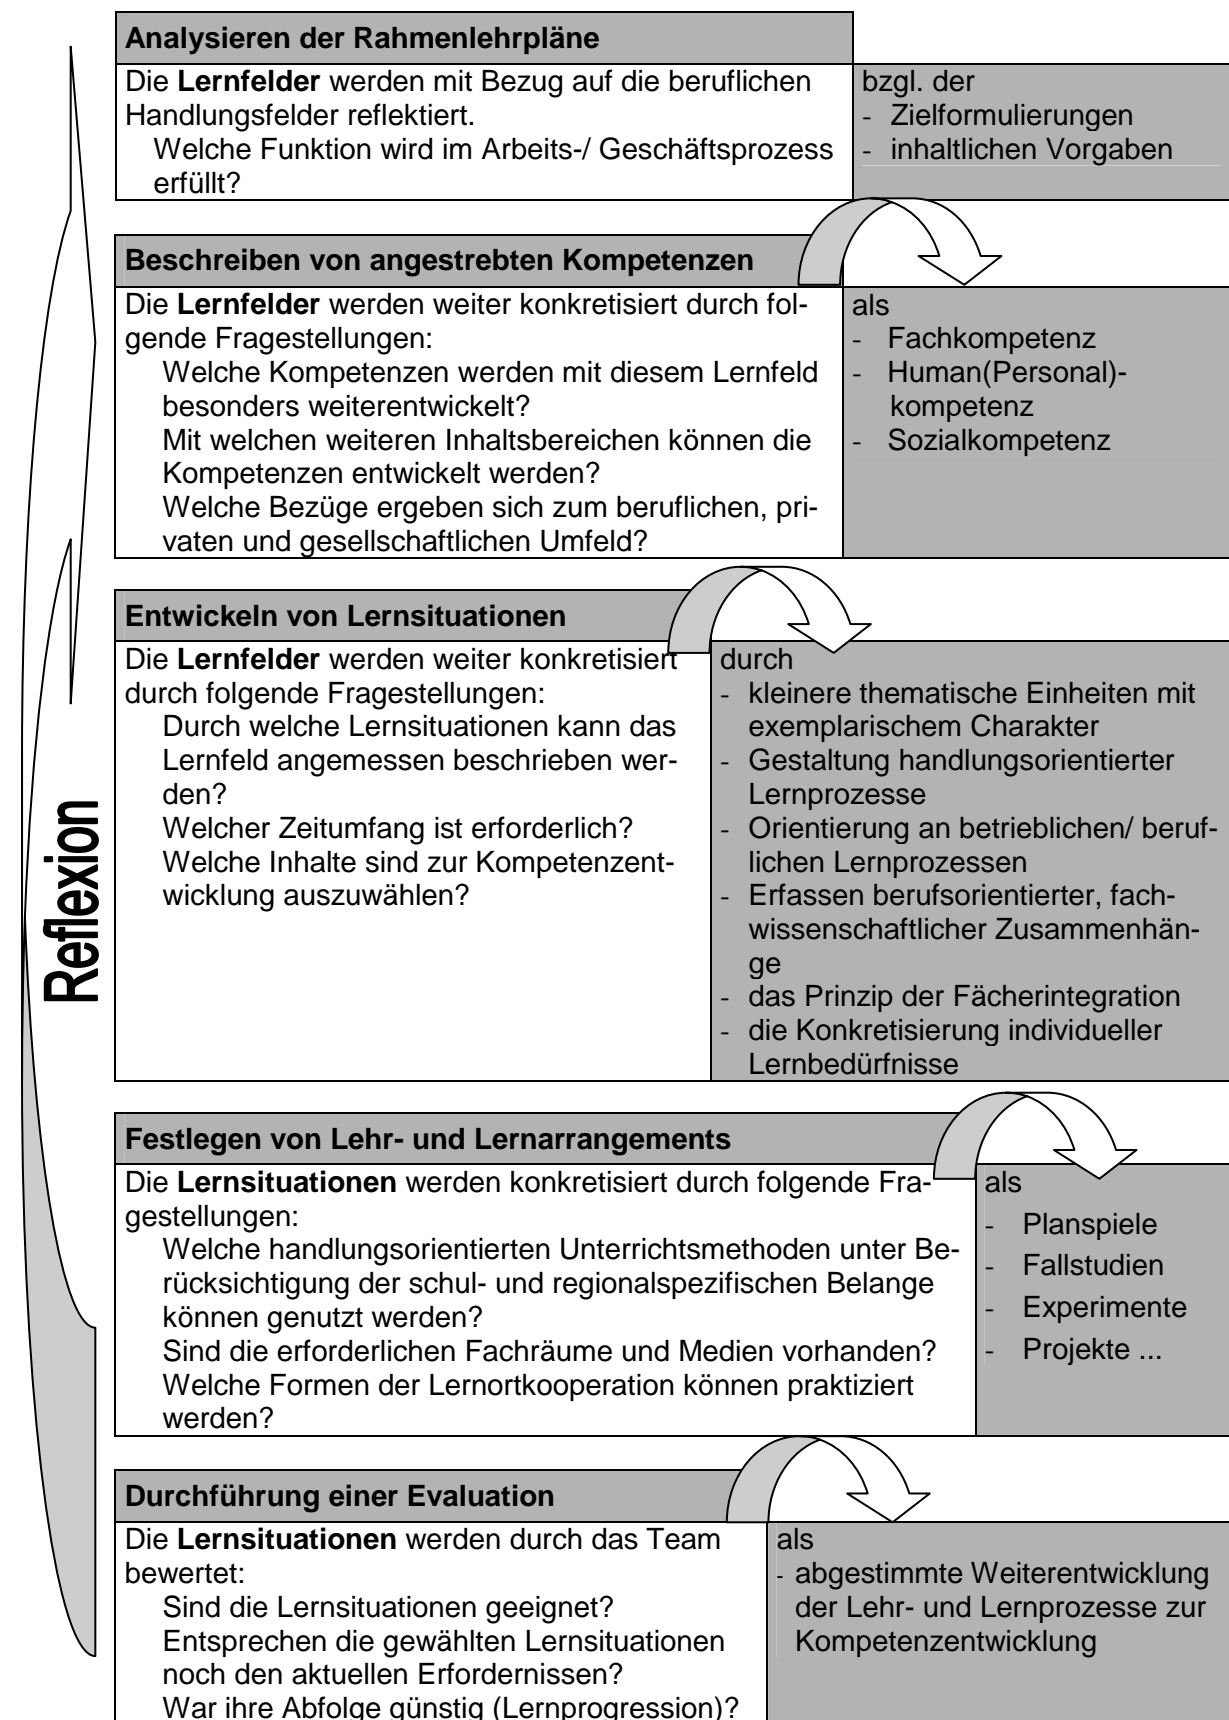 Analysieren der Rahmenlehrpläne
Die Lernfelder werden mit Bezug auf die beruflichen
Handlungsfelder reflektiert.
Welche Funktion wird im Arbeits-/ Geschäftsprozess
erfüllt?
bzgl. der
- Zielformulierungen
- inhaltlichen Vorgaben
Beschreiben von angestrebten Kompetenzen
Die Lernfelder werden weiter konkretisiert durch fol-
gende Fragestellungen:
Welche Kompetenzen werden mit diesem Lernfeld
besonders weiterentwickelt?
Mit welchen weiteren Inhaltsbereichen können die
Kompetenzen entwickelt werden?
Welche Bezüge ergeben sich zum beruflichen, pri-
vaten und gesellschaftlichen Umfeld?
als
- Fachkompetenz
- Human(Personal)-
kompetenz
- Sozialkompetenz
Entwickeln von Lernsituationen
Die Lernfelder werden weiter konkretisiert
durch folgende Fragestellungen:
Durch welche Lernsituationen kann das
Lernfeld angemessen beschrieben wer-
den?
Welcher Zeitumfang ist erforderlich?
Welche Inhalte sind zur Kompetenzent-
wicklung auszuwählen?
durch
- kleinere thematische Einheiten mit
exemplarischem Charakter
- Gestaltung handlungsorientierter
Lernprozesse
- Orientierung an betrieblichen/ beruf-
lichen Lernprozessen
- Erfassen berufsorientierter, fach-
wissenschaftlicher Zusammenhän-
ge
- das Prinzip der Fächerintegration
- die Konkretisierung individueller
Lernbedürfnisse
Reflexion
Festlegen von Lehr- und Lernarrangements
Die Lernsituationen werden konkretisiert durch folgende Fra-
gestellungen:
Welche handlungsorientierten Unterrichtsmethoden unter Be-
rücksichtigung der schul- und regionalspezifischen Belange
können genutzt werden?
Sind die erforderlichen Fachräume und Medien vorhanden?
Welche Formen der Lernortkooperation können praktiziert
werden?
als
- Planspiele
- Fallstudien
- Experimente
- Projekte ...
Durchführung einer Evaluation
Die Lernsituationen werden durch das Team
bewertet:
Sind die Lernsituationen geeignet?
Entsprechen die gewählten Lernsituationen
noch den aktuellen Erfordernissen?
War ihre Abfolge günstig (Lernprogression)?
als
- abgestimmte Weiterentwicklung
der Lehr- und Lernprozesse zur
Kompetenzentwicklung